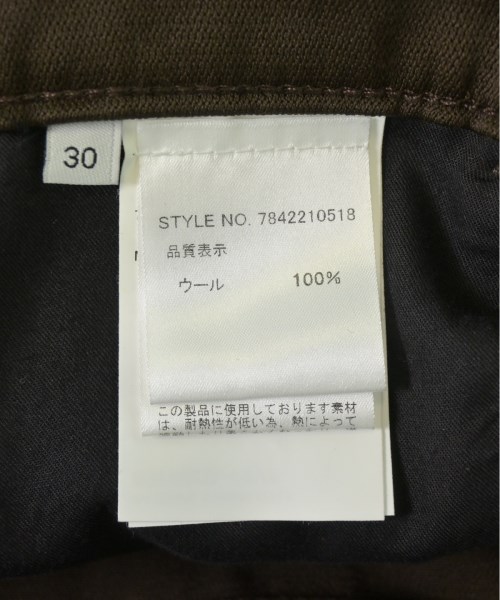 30
STYLE NO. 7842210518
品質表示
ウール 100%
この製品に使用しております素材
は、耐熱性が低い為、熱によって